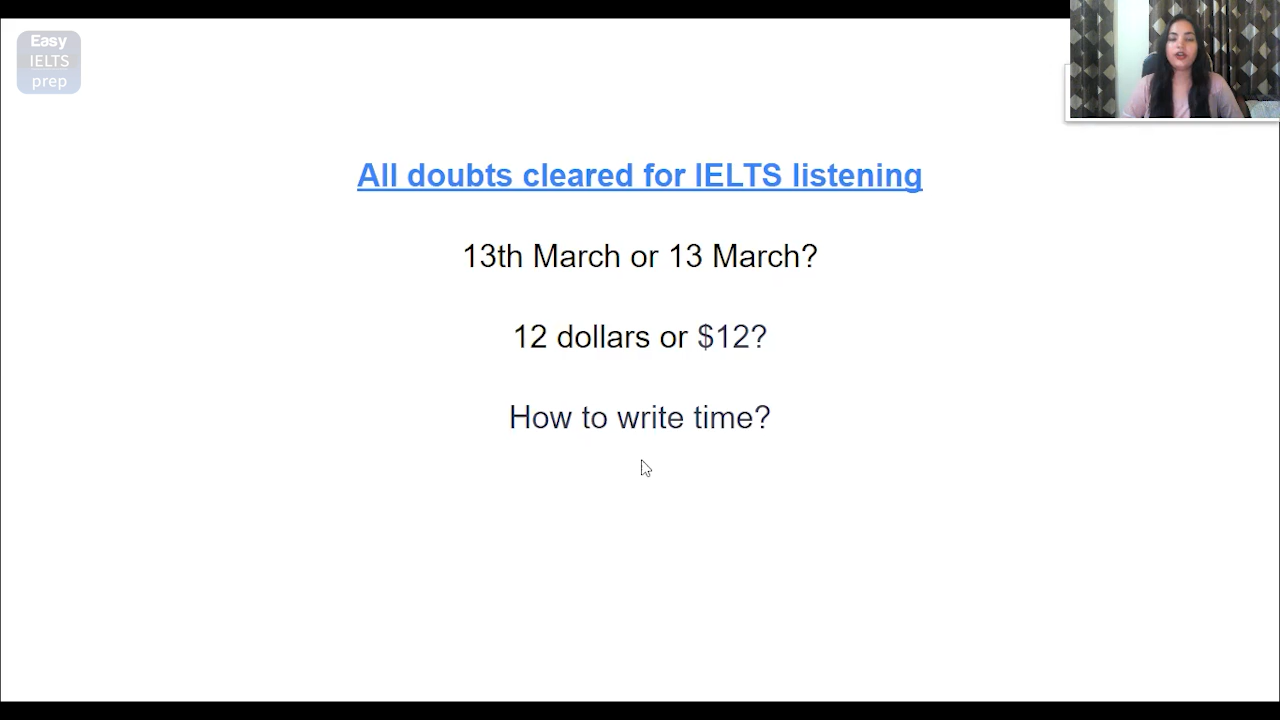 Easy
IELTS
prep
All doubts cleared for IELTS listening
13th March or 13 March?
12 dollars or $12?
How to write time?